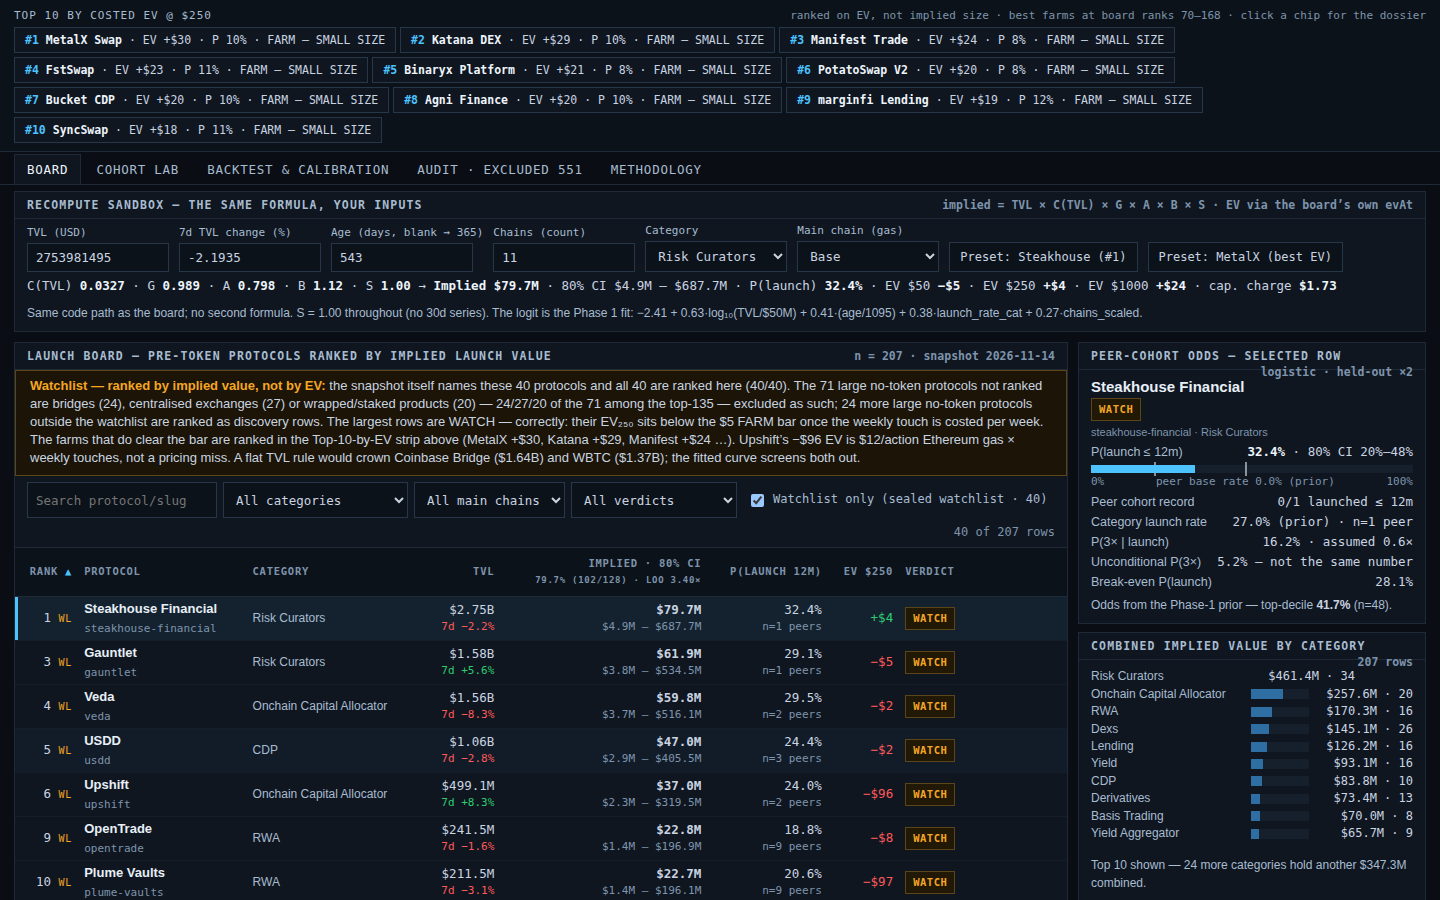 TOP 10 BY COSTED EV @ $250
ranked on EV, not implied size · best farms at board ranks 70–168 · click a chip for the dossier
#1 MetalX Swap · EV +$30 · P 10% · FARM — SMALL SIZE
#2 Katana DEX · EV +$29 · P 10% · FARM — SMALL SIZE
#3 Manifest Trade · EV +$24 · P 8% · FARM — SMALL SIZE
#4 FstSwap · EV +$23 · P 11% · FARM — SMALL SIZE
#5 Binaryx Platform · EV +$21 · P 8% · FARM — SMALL SIZE
#6 PotatoSwap V2 · EV +$20 · P 8% · FARM — SMALL SIZE
#7 Bucket CDP · EV +$20 · P 10% · FARM — SMALL SIZE
#8 Agni Finance · EV +$20 · P 10% · FARM — SMALL SIZE
#9 marginfi Lending · EV +$19 · P 12% · FARM — SMALL SIZE
#10 SyncSwap · EV +$18 · P 11% · FARM — SMALL SIZE
BOARD COHORT LAB BACKTEST & CALIBRATION AUDIT · EXCLUDED 551 METHODOLOGY
RECOMPUTE SANDBOX — THE SAME FORMULA, YOUR INPUTS
implied = TVL × C(TVL) × G × A × B × S · EV via the board's own evAt
TVL (USD) 7d TVL change (%) Age (days, blank → 365) Chains (count) Category Main chain (gas)
2753981495 -2.1935 543 11 Risk Curators Base Preset: Steakhouse (#1) Preset: MetalX (best EV)
C(TVL) 0.0327 · G 0.989 · A 0.798 · B 1.12 · S 1.00 → Implied $79.7M · 80% CI $4.9M – $687.7M · P(launch) 32.4% · EV $50 −$5 · EV $250 +$4 · EV $1000 +$24 · cap. charge $1.73
Same code path as the board; no second formula. S = 1.00 throughout (no 30d series). The logit is the Phase 1 fit: −2.41 + 0.63·log₁₀(TVL/$50M) + 0.41·(age/1095) + 0.38·launch_rate_cat + 0.27·chains_scaled.
LAUNCH BOARD — PRE-TOKEN PROTOCOLS RANKED BY IMPLIED LAUNCH VALUE
n = 207 · snapshot 2026-11-14
Watchlist — ranked by implied value, not by EV: the snapshot itself names these 40 protocols and all 40 are ranked here (40/40). The 71 large no-token protocols not ranked
are bridges (24), centralised exchanges (27) or wrapped/staked products (20) — 24/27/20 of the 71 among the top-135 — excluded as such; 24 more large no-token protocols
outside the watchlist are ranked as discovery rows. The largest rows are WATCH — correctly: their EV₂₅₀ sits below the $5 FARM bar once the weekly touch is costed per week.
The farms that do clear the bar are ranked in the Top-10-by-EV strip above (MetalX +$30, Katana +$29, Manifest +$24 …). Upshift's −$96 EV is $12/action Ethereum gas ×
weekly touches, not a pricing miss. A flat TVL rule would crown Coinbase Bridge ($1.64B) and WBTC ($1.37B); the fitted curve screens both out.
Search protocol/slug All categories All main chains All verdicts Watchlist only (sealed watchlist · 40)
40 of 207 rows
RANK ▲ PROTOCOL CATEGORY TVL IMPLIED · 80% CI P(LAUNCH 12M) EV $250 VERDICT
79.7% (102/128) · LOO 3.40×
1 WL Steakhouse Financial Risk Curators $2.75B $79.7M 32.4% +$4 WATCH
steakhouse-financial 7d −2.2% $4.9M – $687.7M n=1 peers
3 WL Gauntlet Risk Curators $1.58B $61.9M 29.1% −$5 WATCH
gauntlet 7d +5.6% $3.8M – $534.5M n=1 peers
4 WL Veda Onchain Capital Allocator $1.56B $59.8M 29.5% −$2 WATCH
veda 7d −8.3% $3.7M – $516.1M n=2 peers
5 WL USDD CDP $1.06B $47.0M 24.4% −$2 WATCH
usdd 7d −2.8% $2.9M – $405.5M n=3 peers
6 WL Upshift Onchain Capital Allocator $499.1M $37.0M 24.0% −$96 WATCH
upshift 7d +8.3% $2.3M – $319.5M n=2 peers
9 WL OpenTrade RWA $241.5M $22.8M 18.8% −$8 WATCH
opentrade 7d −1.6% $1.4M – $196.9M n=9 peers
10 WL Plume Vaults RWA $211.5M $22.7M 20.6% −$97 WATCH
plume-vaults 7d −3.1% $1.4M – $196.1M n=9 peers
PEER-COHORT ODDS — SELECTED ROW
logistic · held-out ×2
Steakhouse Financial
WATCH
steakhouse-financial · Risk Curators
P(launch ≤ 12m) 32.4% · 80% CI 20%–48%
0% peer base rate 0.0% (prior) 100%
Peer cohort record 0/1 launched ≤ 12m
Category launch rate 27.0% (prior) · n=1 peer
P(3× | launch) 16.2% · assumed 0.6×
Unconditional P(3×) 5.2% — not the same number
Break-even P(launch) 28.1%
Odds from the Phase-1 prior — top-decile 41.7% (n=48).
COMBINED IMPLIED VALUE BY CATEGORY
207 rows
Risk Curators $461.4M · 34
Onchain Capital Allocator $257.6M · 20
RWA $170.3M · 16
Dexs $145.1M · 26
Lending $126.2M · 16
Yield $93.1M · 16
CDP $83.8M · 10
Derivatives $73.4M · 13
Basis Trading $70.0M · 8
Yield Aggregator $65.7M · 9
Top 10 shown — 24 more categories hold another $347.3M
combined.